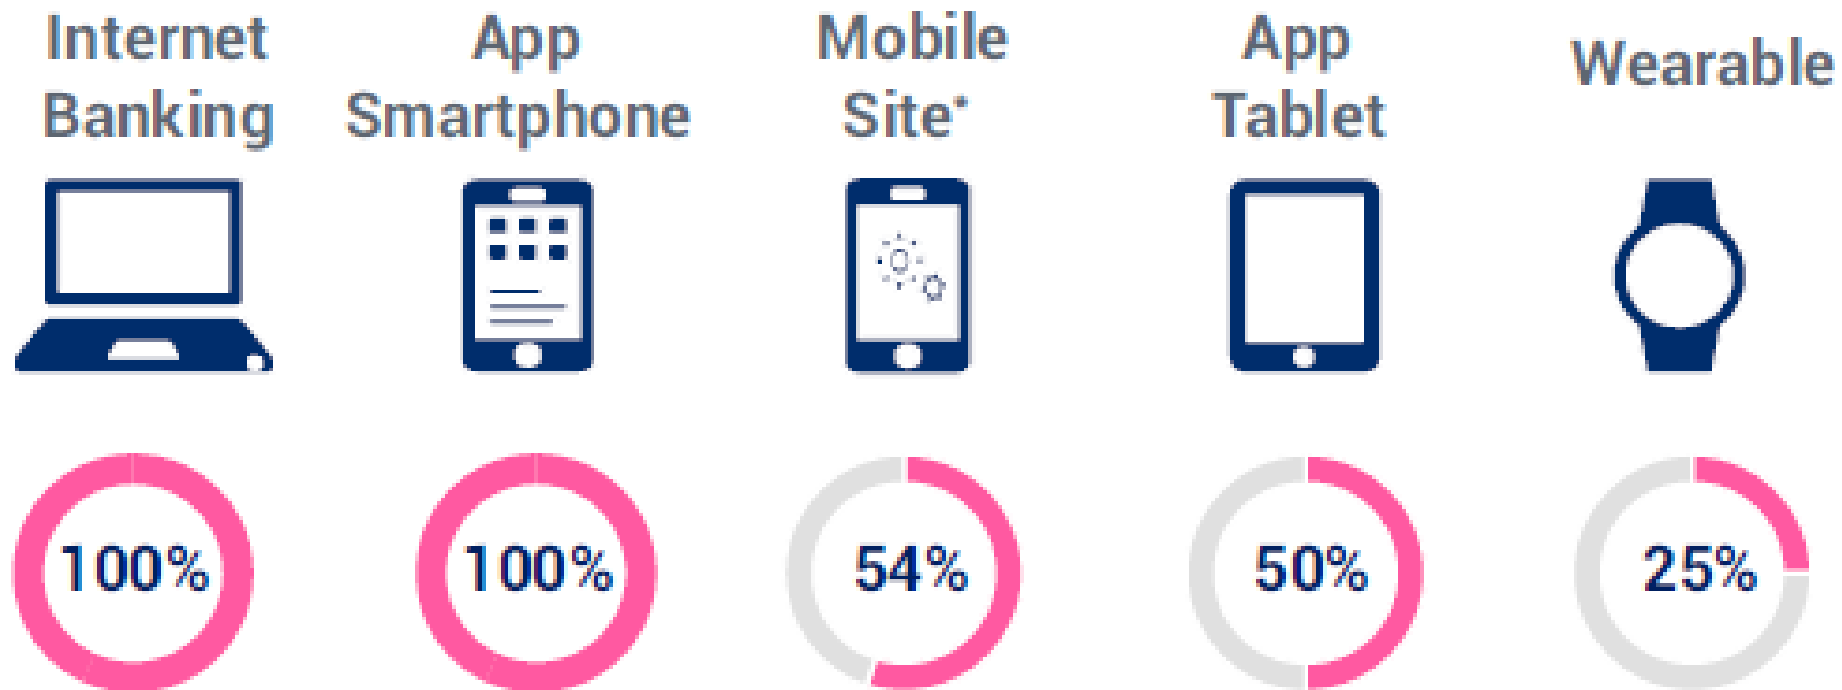 Internet
Banking
App
Smartphone
Mobile
Site*
App
Tablet
Wearable
100%
100%
54%
50%
25%